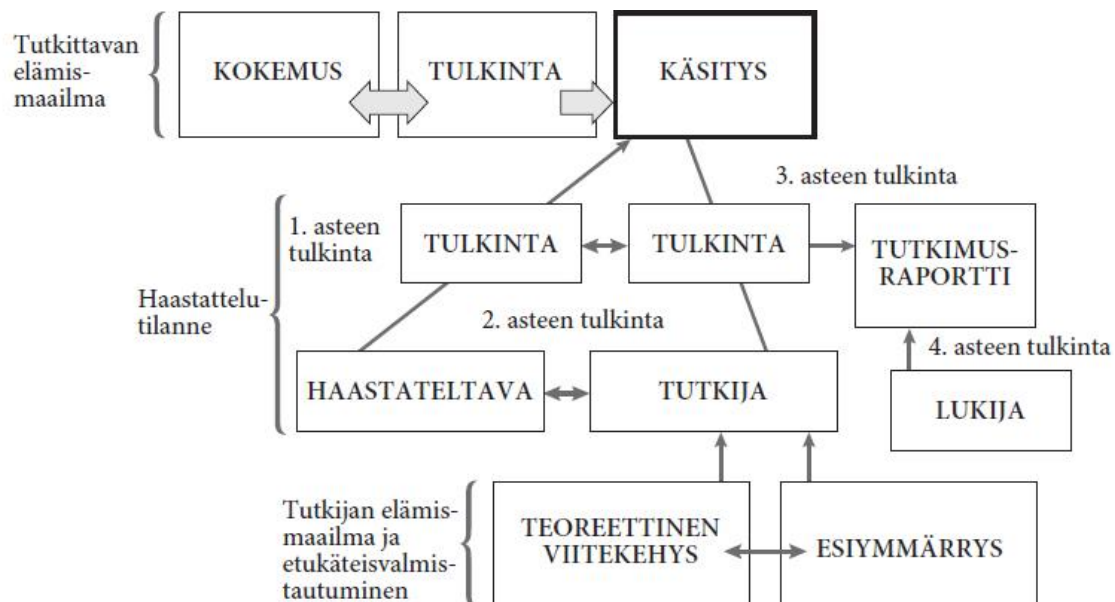 Tutkittavan
elämis-
maailma
KOKEMUS
TULKINTA
KÄSITYS
3. asteen tulkinta
1. asteen
tulkinta
TULKINTA
TULKINTA
TUTKIMUS-
RAPORTTI
Haastattelu-
tilanne
2. asteen tulkinta
4. asteen tulkinta
HAASTATELTAVA
TUTKIJA
LUKIJA
Tutkijan elämis-
maailma ja
etukäteisvalmis-
tautuminen
TEOREETTINEN
VIITEKEHYS
ESIYMMÄRRYS